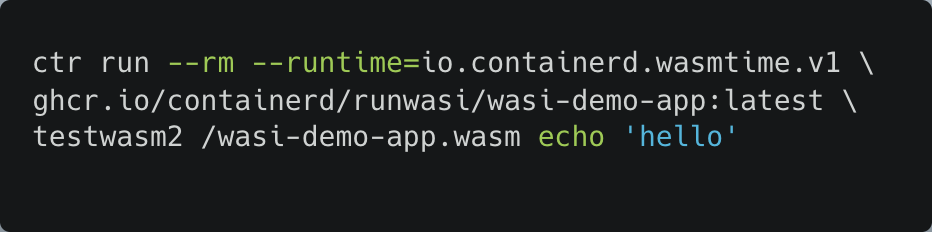 ctr run --rm --runtime=io.containerd.wasmtime.v1 \
ghcr.io/containerd/runwasi/wasi-demo-app:latest \
testwasm2 /wasi-demo-app.wasm echo 'hello'